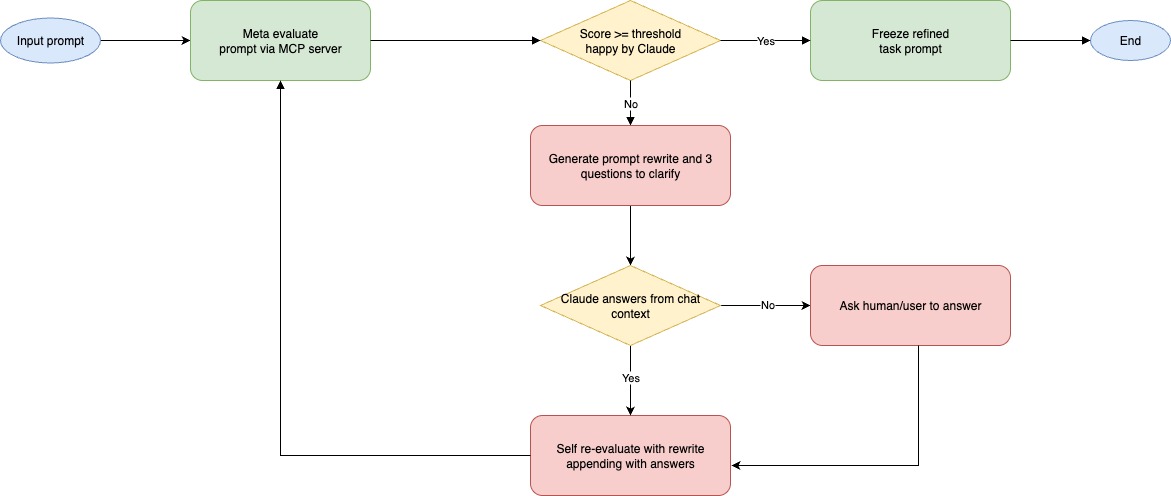 Input prompt
Meta evaluate
prompt via MCP server
Score >= threshold
happy by Claude
Yes
Freeze refined
task prompt
End
No
Generate prompt rewrite and 3
questions to clarify
Claude answers from chat
context
No
Ask human/user to answer
Yes
Self re-evaluate with rewrite
appending with answers